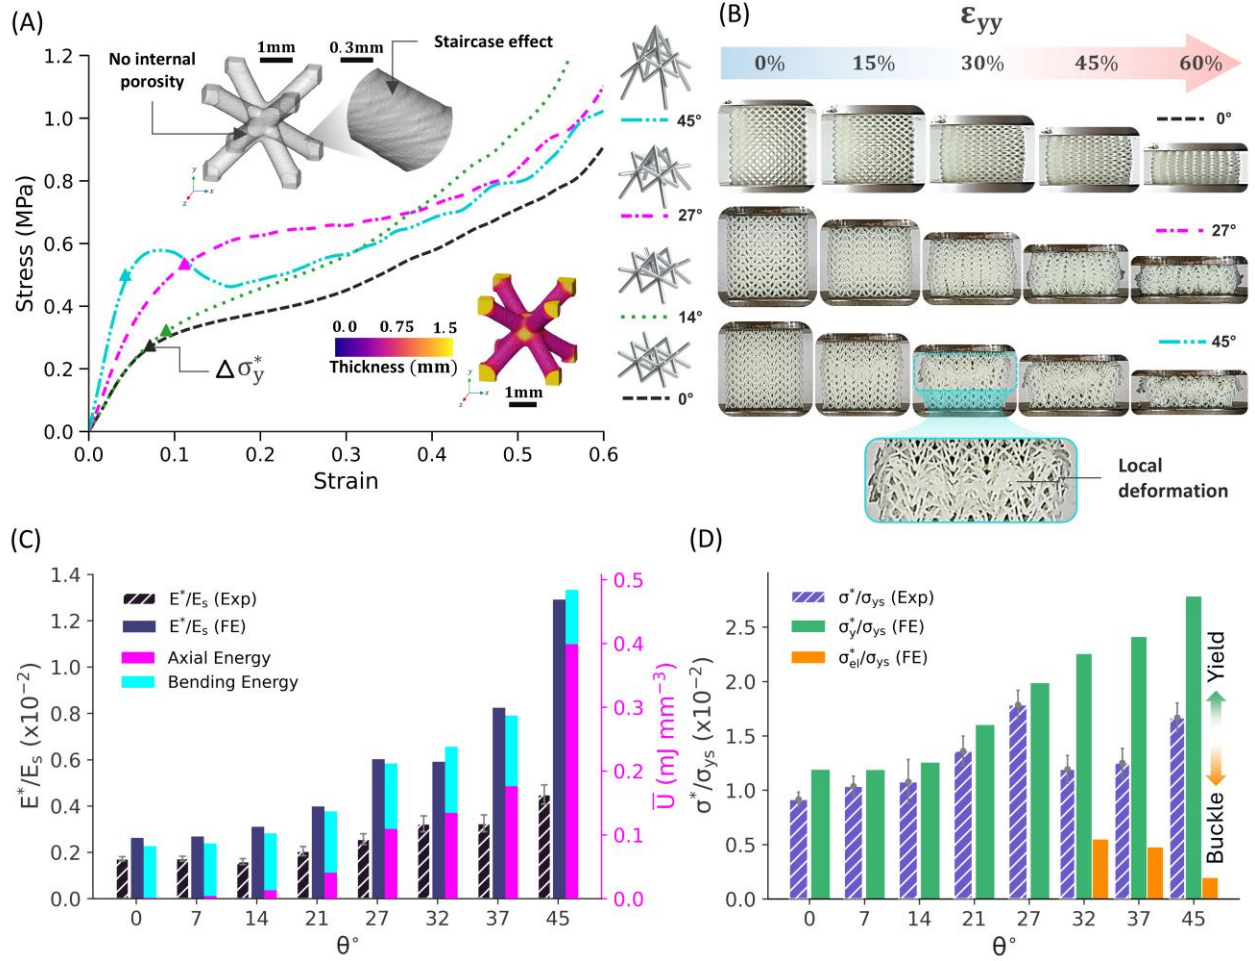 (A)
1.2
1.0
0.8
0.6
0.4
0.2
0.0
Stress (MPa)
0.0 0.1 0.2 0.3 0.4 0.5 0.6
Strain
No internal
porosity
1mm
0.3mm
Staircase effect
y
x
z
Δσ*y
0.0 0.75 1.5
Thickness (mm)
y
x
z
1mm
45°
27°
14°
0°
(B)
εyy
0% 15% 30% 45% 60%
0°
27°
45°
Local
deformation
(C)
1.4
1.2
1.0
0.8
0.6
0.4
0.2
0.0
E*/Es (x10−2)
E*/Es (Exp)
E*/Es (FE)
Axial Energy
Bending Energy
0.5
0.4
0.3
0.2
0.1
0.0
U̅ (mJ mm−3)
0 7 14 21 27 32 37 45
θ°
(D)
2.5
2.0
1.5
1.0
0.5
0.0
σ*/σys (x10−2)
σ*/σys (Exp)
σ*y/σys (FE)
σ*el/σys (FE)
Yield
Buckle
0 7 14 21 27 32 37 45
θ°